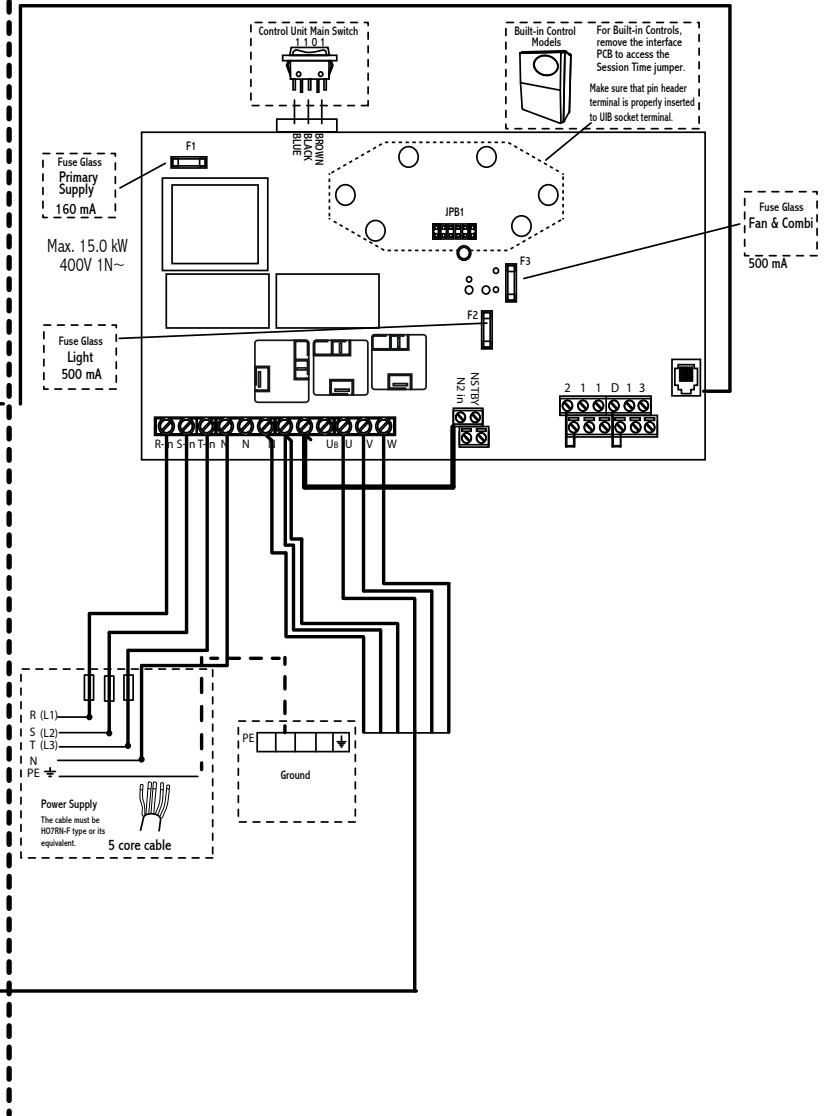 Control Unit Main Switch
1 1 0 1
BLUE
BLACK
BROWN
Built-in Control
Models
For Built-in Controls,
remove the interface
PCB to access the
Session Time jumper.
Make sure that pin header
terminal is properly inserted
to UIB socket terminal.
F1
Fuse Glass
Primary
Supply
160 mA
Max. 15.0 kW
400V 1N~
JPB1
F3
Fuse Glass
Fan & Combi
500 mA
F2
Fuse Glass
Light
500 mA
N2 in
NSTBY
2 1 1 D 1 3
R-in S-in T-in N N N UB U V W
R (L1)
S (L2)
T (L3)
N
PE
Power Supply
The cable must be
HO7RN-F type or its
equivalent.
5 core cable
PE
Ground